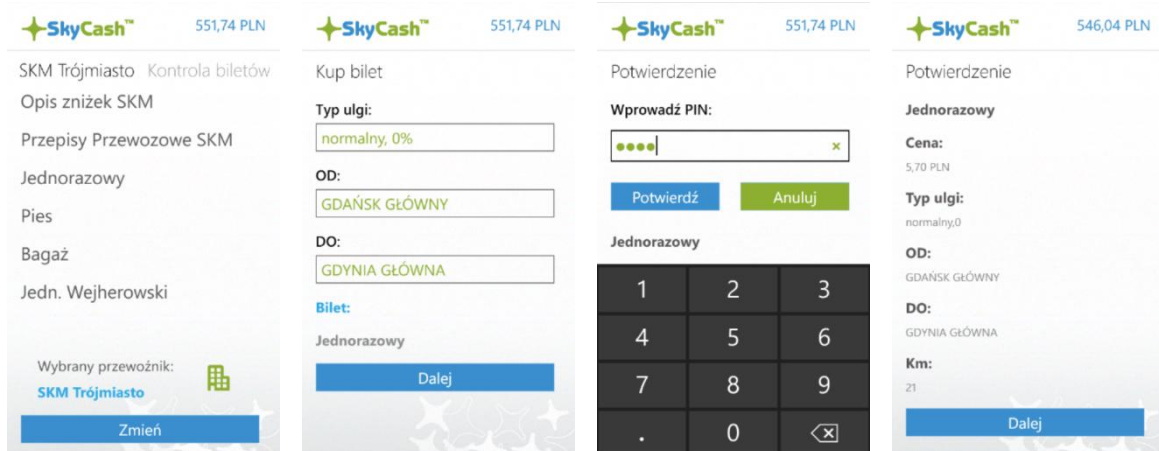 SkyCash™ 551,74 PLN
SKM Trójmiasto Kontrola biletów
Opis zniżek SKM
Przepisy Przewozowe SKM
Jednorazowy
Pies
Bagaż
Jedn. Wejherowski
Wybrany przewoźnik:
SKM Trójmiasto
Zmień
SkyCash™ 551,74 PLN
Kup bilet
Typ ulgi:
normalny, 0%
OD:
GDAŃSK GŁÓWNY
DO:
GDYNIA GŁÓWNA
Bilet:
Jednorazowy
Dalej
SkyCash™ 551,74 PLN
Potwierdzenie
Wprowadź PIN:
●●●● ×
Potwierdź Anuluj
Jednorazowy
1 2 3
4 5 6
7 8 9
. 0
SkyCash™ 546,04 PLN
Potwierdzenie
Jednorazowy
Cena:
5,70 PLN
Typ ulgi:
normalny,0
OD:
GDAŃSK GŁÓWNY
DO:
GDYNIA GŁÓWNA
Km:
21
Dalej